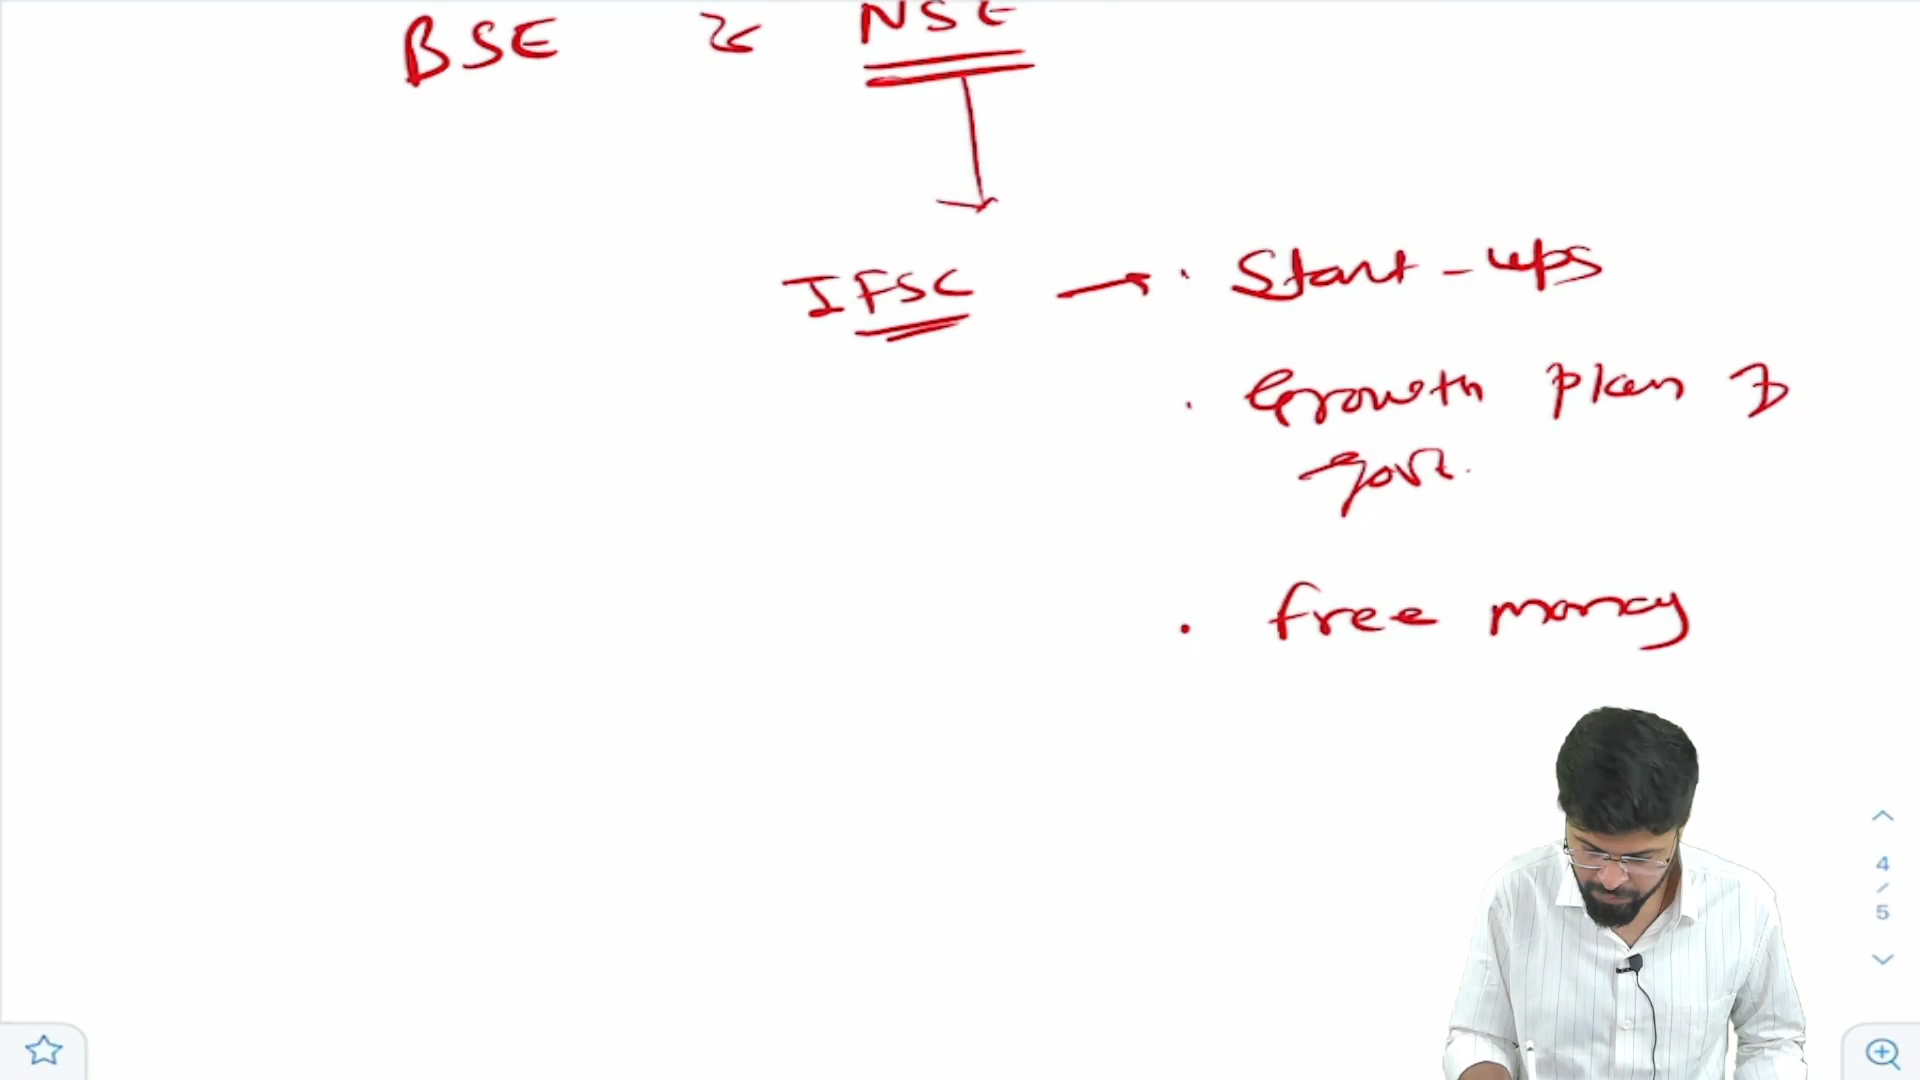 BSE & NSE
IFSC → · Start-ups
· Growth plan of
govt.
· free money
4
/
5